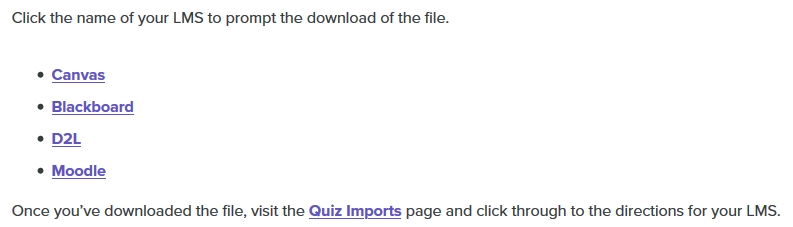 Click the name of your LMS to prompt the download of the file.
• Canvas
• Blackboard
• D2L
• Moodle
Once you’ve downloaded the file, visit the Quiz Imports page and click through to the directions for your LMS.